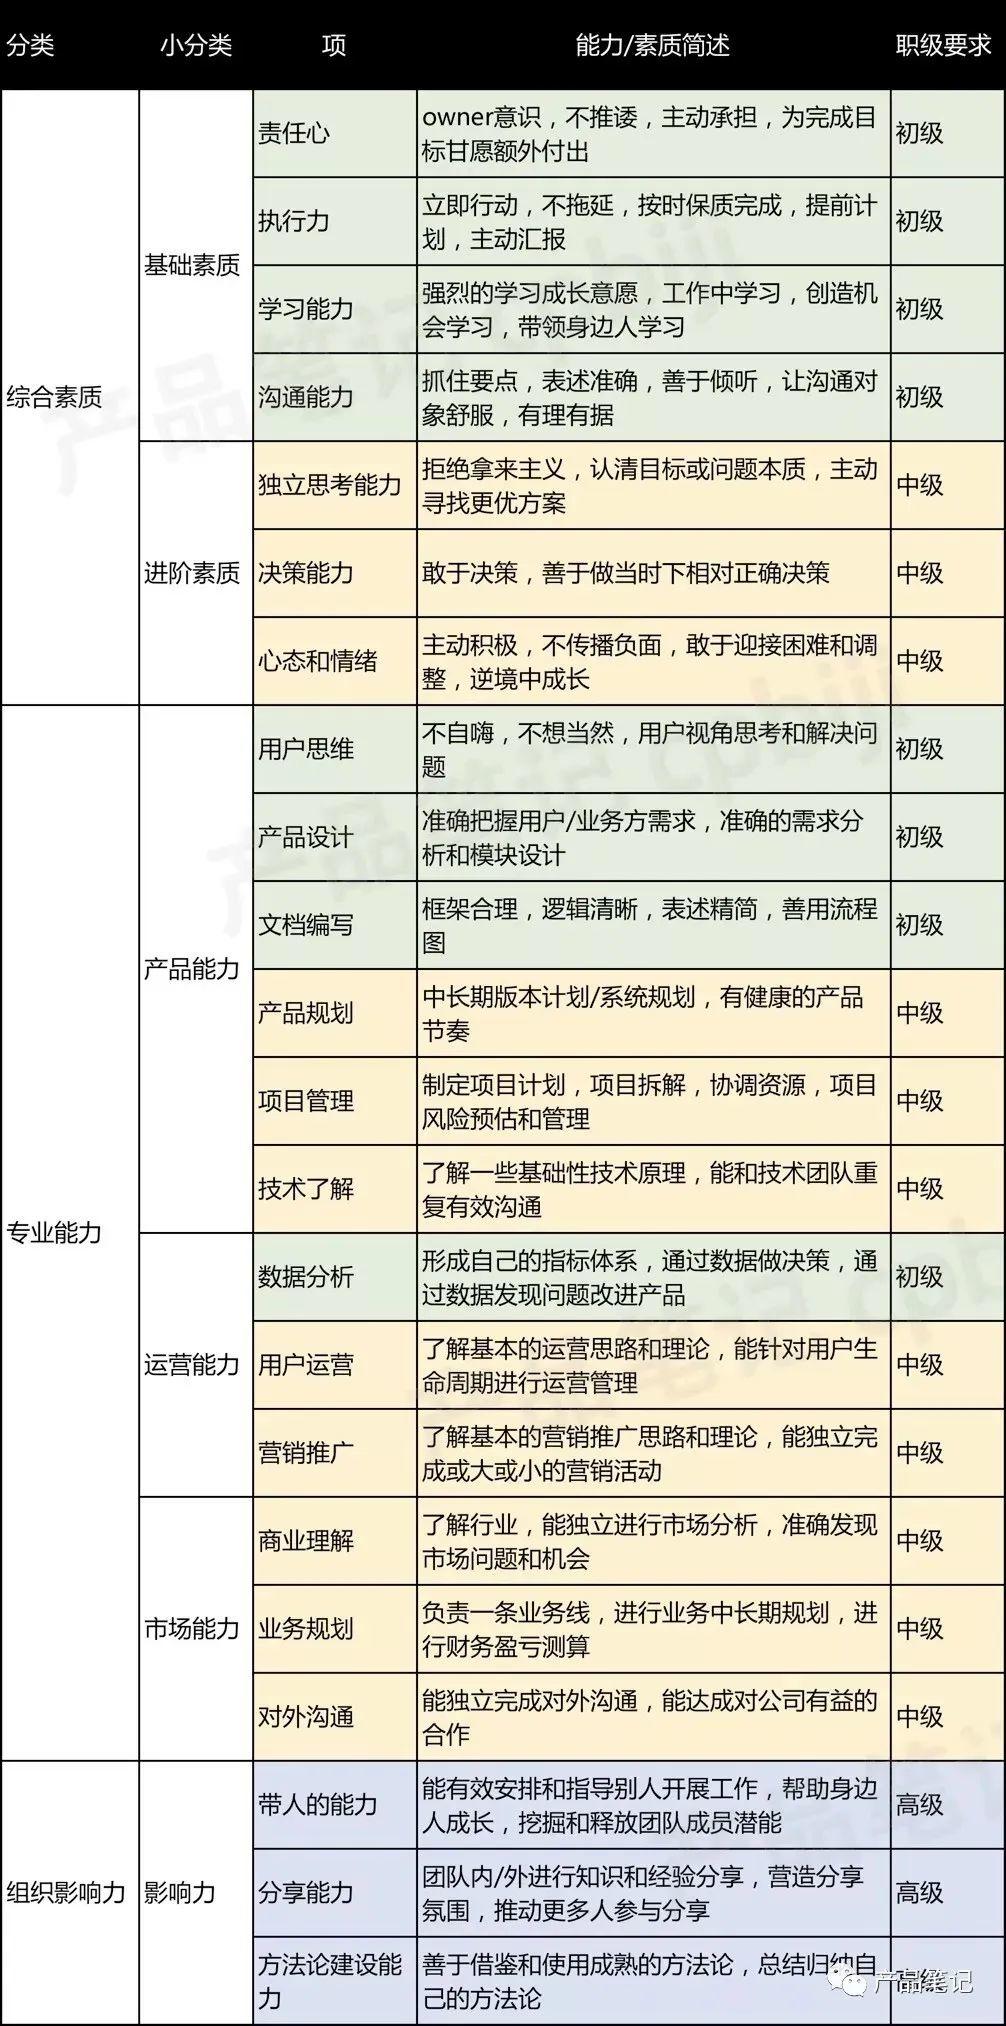 分类 小分类 项 能力/素质简述 职级要求
综合素质
基础素质
责任心
owner意识，不推诿，主动承担，为完成目
标甘愿额外付出
初级
执行力
立即行动，不拖延，按时保质完成，提前计
划，主动汇报
初级
学习能力
强烈的学习成长意愿，工作中学习，创造机
会学习，带领身边人学习
初级
沟通能力
抓住要点，表述准确，善于倾听，让沟通对
象舒服，有理有据
初级
进阶素质
独立思考能力
拒绝拿来主义，认清目标或问题本质，主动
寻找更优方案
中级
决策能力
敢于决策，善于做当时下相对正确决策
中级
心态和情绪
主动积极，不传播负面，敢于迎接困难和调
整，逆境中成长
中级
专业能力
产品能力
用户思维
不自嗨，不想当然，用户视角思考和解决问
题
初级
产品设计
准确把握用户/业务方需求，准确的需求分
析和模块设计
初级
文档编写
框架合理，逻辑清晰，表述精简，善用流程
图
初级
产品规划
中长期版本计划/系统规划，有健康的产品
节奏
中级
项目管理
制定项目计划，项目拆解，协调资源，项目
风险预估和管理
中级
技术了解
了解一些基础性技术原理，能和技术团队重
复有效沟通
中级
运营能力
数据分析
形成自己的指标体系，通过数据做决策，通
过数据发现问题改进产品
初级
用户运营
了解基本的运营思路和理论，能针对用户生
命周期进行运营管理
中级
营销推广
了解基本的营销推广思路和理论，能独立完
成或大或小的营销活动
中级
市场能力
商业理解
了解行业，能独立进行市场分析，准确发现
市场问题和机会
中级
业务规划
负责一条业务线，进行业务中长期规划，进
行财务盈亏测算
中级
对外沟通
能独立完成对外沟通，能达成对公司有益的
合作
中级
组织影响力
影响力
带人的能力
能有效安排和指导别人开展工作，帮助身边
人成长，挖掘和释放团队成员潜能
高级
分享能力
团队内/外进行知识和经验分享，营造分享
氛围，推动更多人参与分享
高级
方法论建设能
力
善于借鉴和使用成熟的方法论，总结归纳自
己的方法论
产品笔记
产品笔记 cpbiji
产品笔记 cpbiji